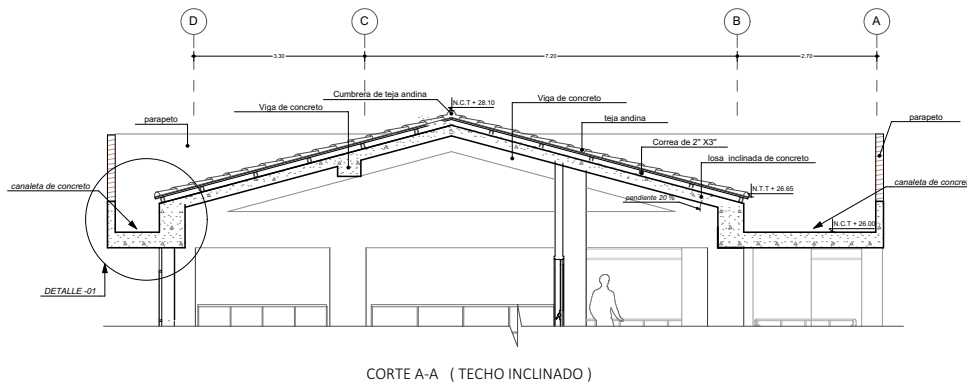 D
C
B
A
3.30
7.20
2.70
Cumbrera de teja andina
N.C.T + 28.10
Viga de concreto
Viga de concreto
parapeto
teja andina
parapeto
Correa de 2" X3"
losa inclinada de concreto
canaleta de concreto
N.T.T + 26.65
canaleta de concret
pendiente 20 %
N.C.T + 26.00
DETALLE -01
CORTE A-A ( TECHO INCLINADO )